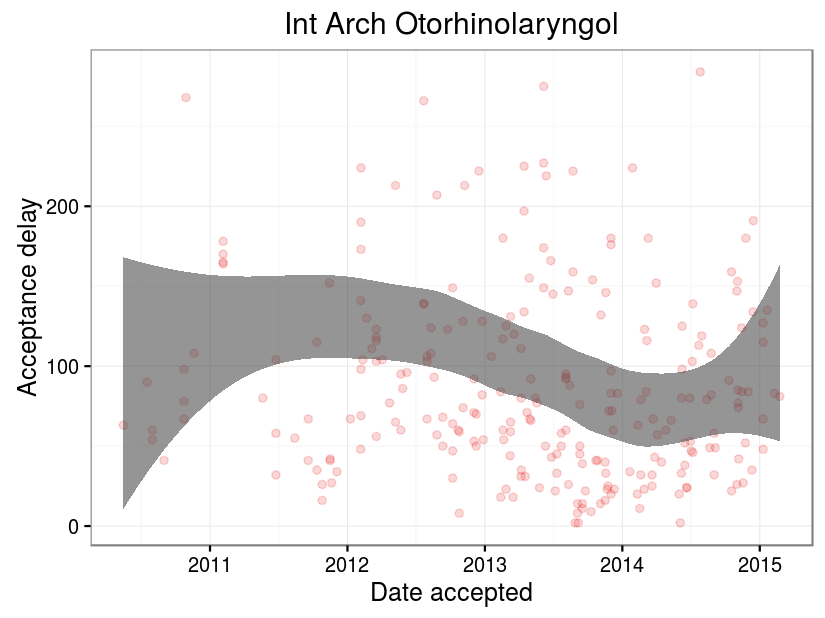 Int Arch Otorhinolaryngol
Acceptance delay
200
100
0
2011 2012 2013 2014 2015
Date accepted